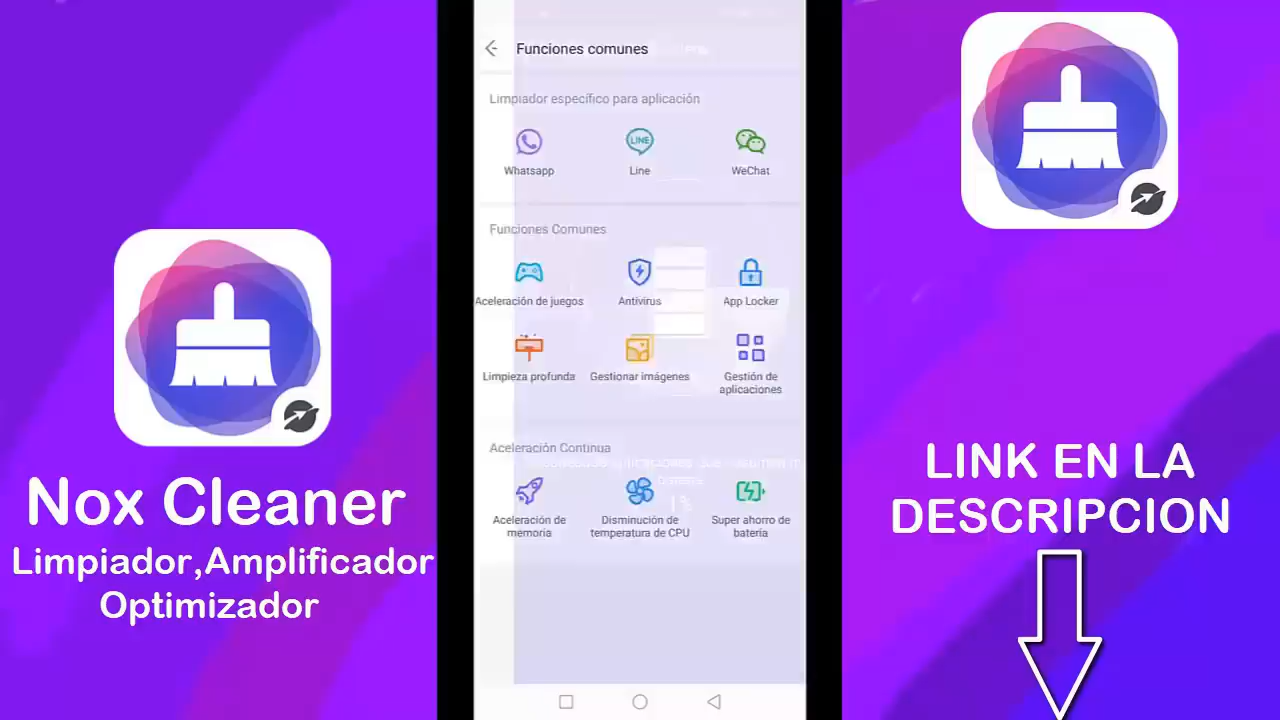 Nox Cleaner
Limpiador,Amplificador
Optimizador
Funciones comunes
Limpiador específico para aplicación
Whatsapp
LINE
Line
WeChat
Funciones Comunes
Aceleración de juegos
Antivirus
App Locker
Limpieza profunda
Gestionar imágenes
Gestión de
aplicaciones
Aceleración Continua
Aceleración de
memoria
Disminución de
temperatura de CPU
Super ahorro de
batería
1%
LINK EN LA
DESCRIPCION